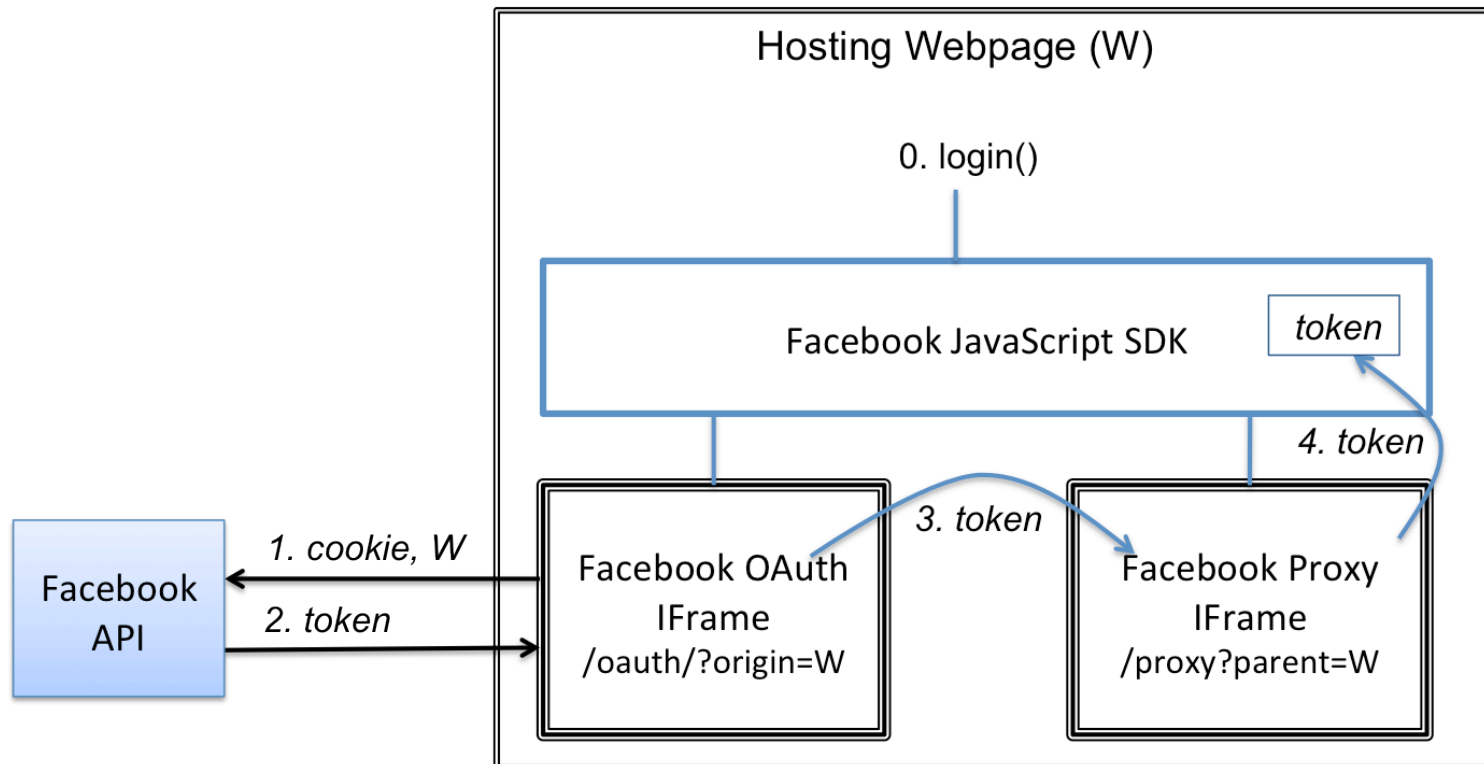 Hosting Webpage (W)
0. login()
Facebook JavaScript SDK
token
4. token
3. token
1. cookie, W
2. token
Facebook
API
Facebook OAuth
IFrame
/oauth/?origin=W
Facebook Proxy
IFrame
/proxy?parent=W